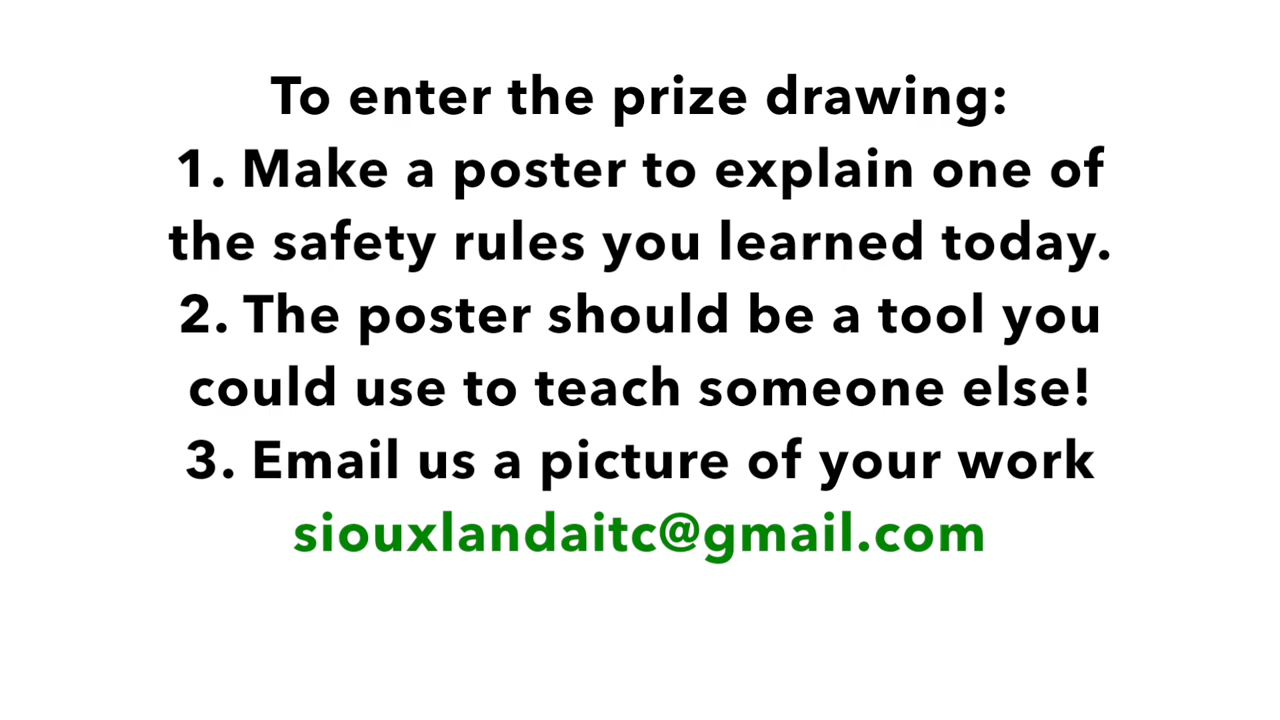 To enter the prize drawing:
1. Make a poster to explain one of
the safety rules you learned today.
2. The poster should be a tool you
could use to teach someone else!
3. Email us a picture of your work
siouxlandaitc@gmail.com